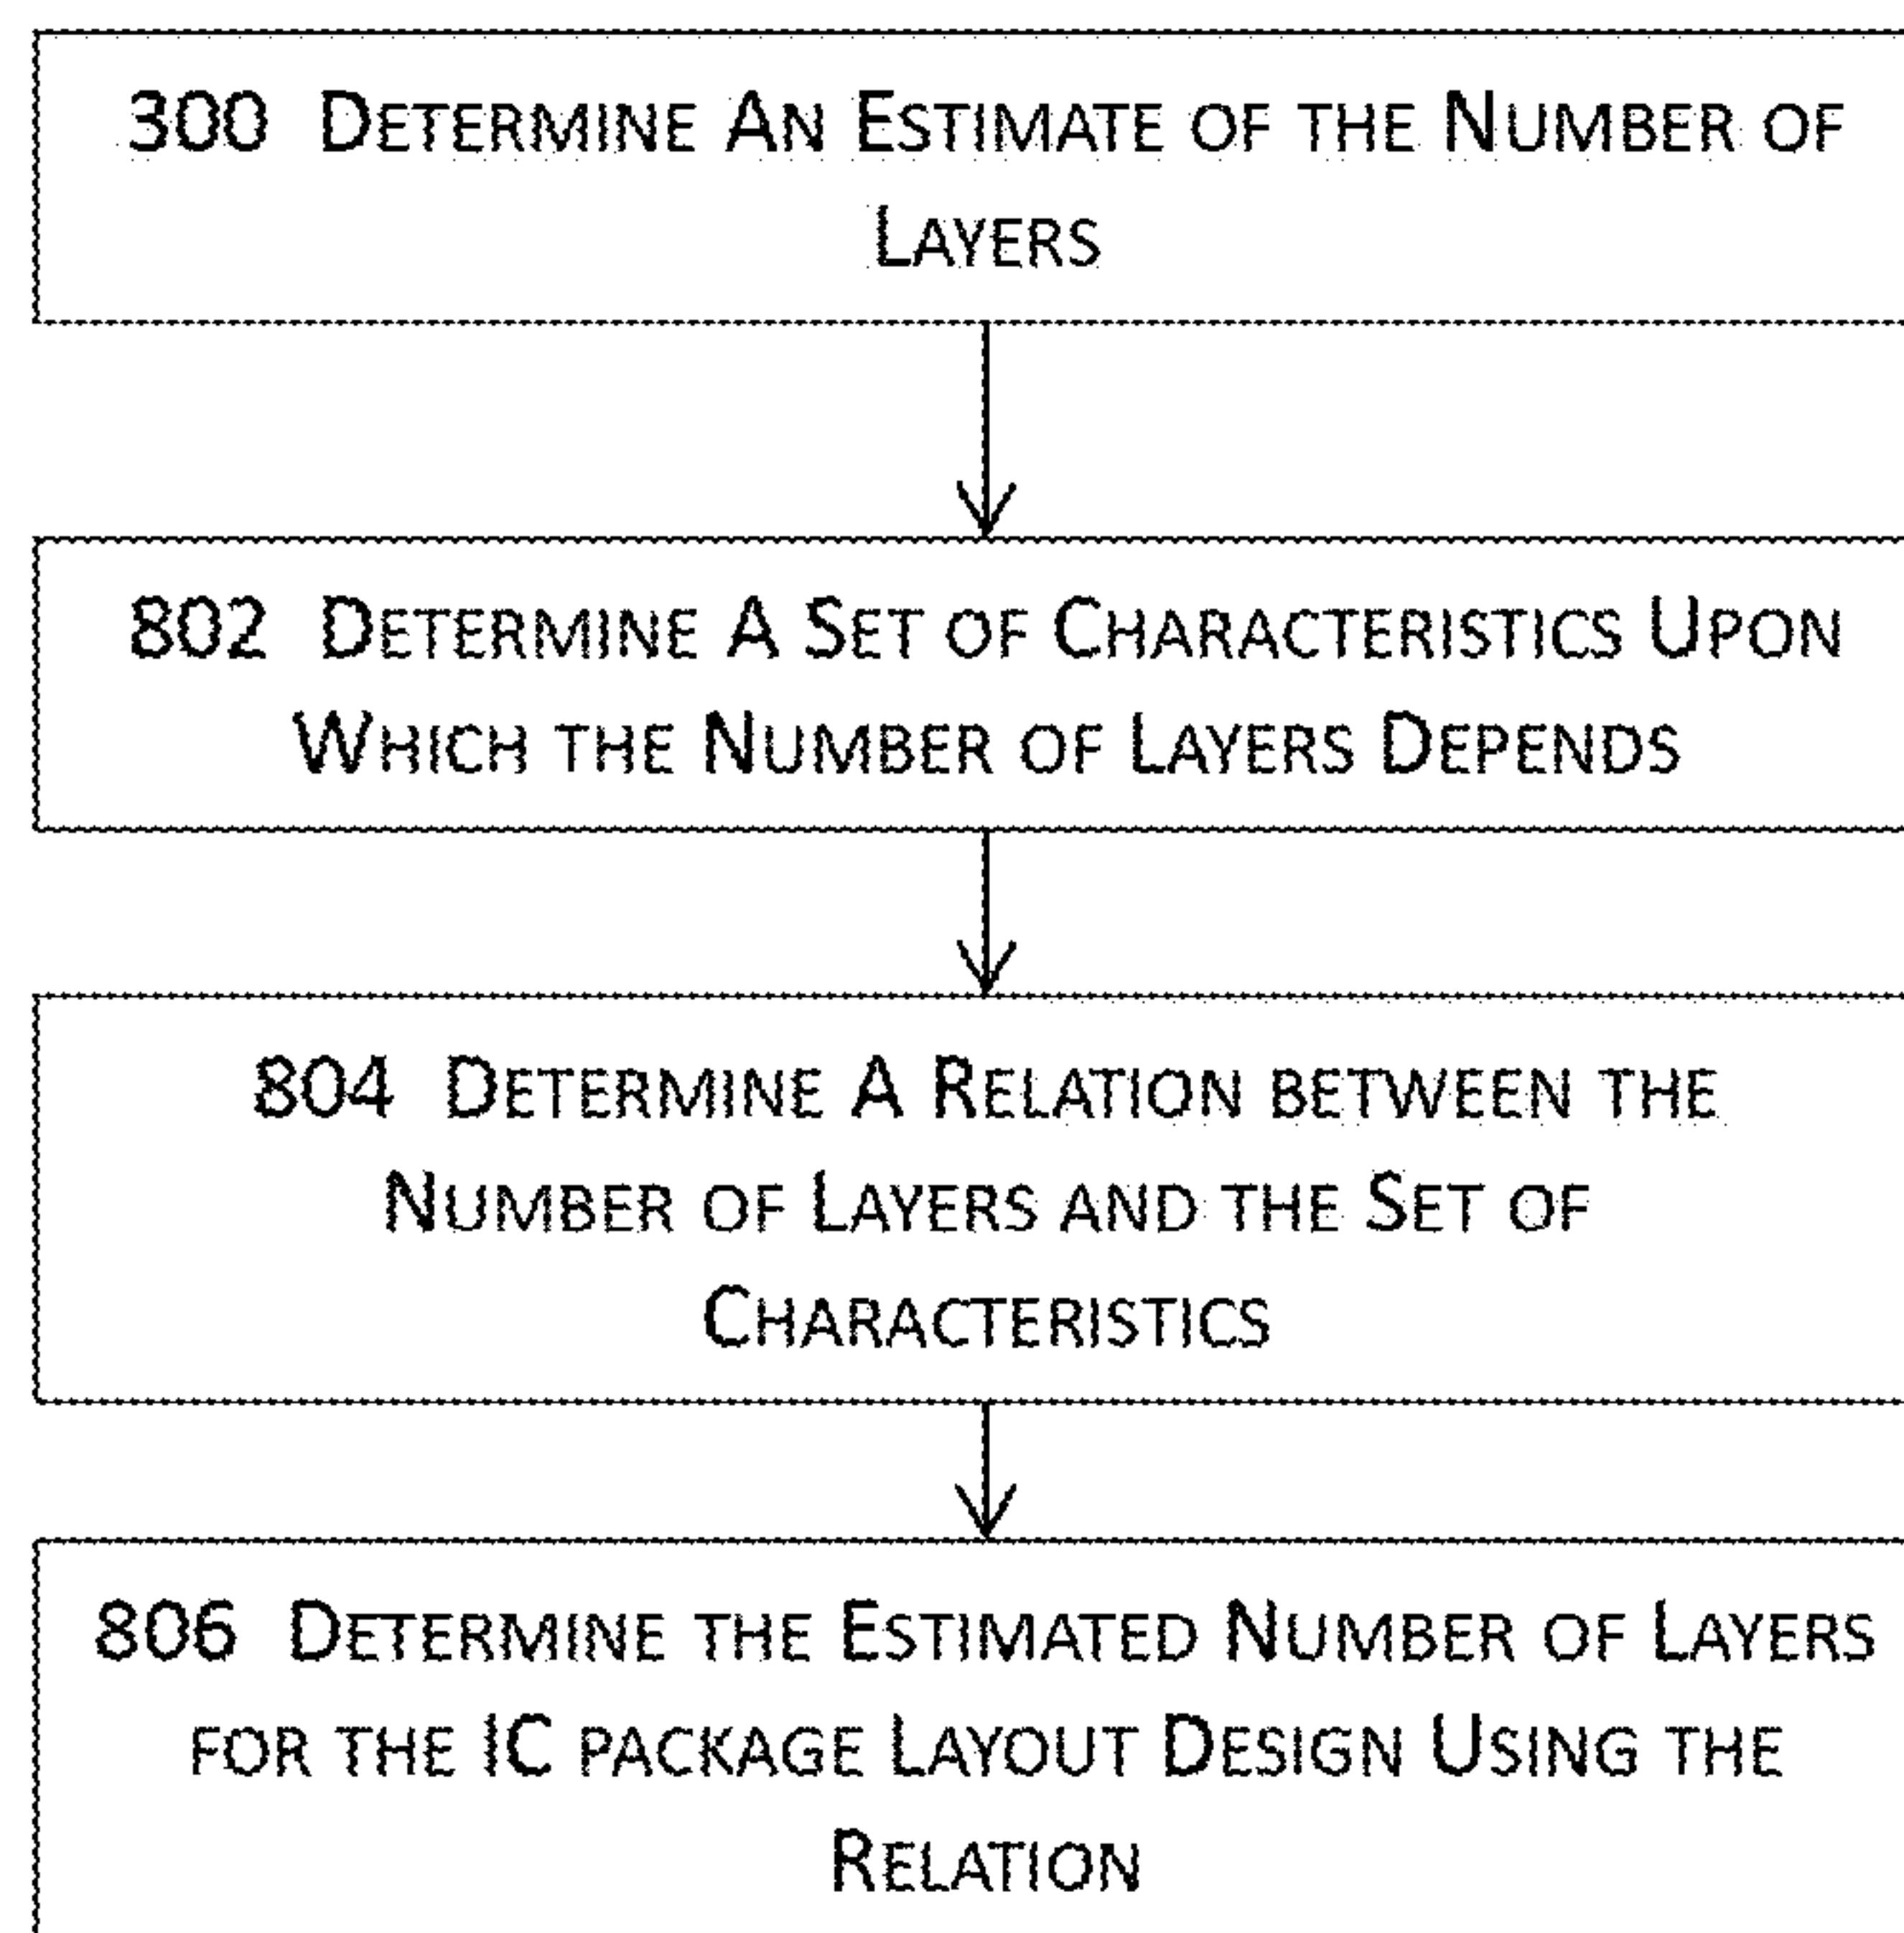 300 Determine An Estimate of the Number of
Layers
802 Determine A Set of Characteristics Upon
Which the Number of Layers Depends
804 Determine A Relation between the
Number of Layers and the Set of
Characteristics
806 Determine the Estimated Number of Layers
for the IC package Layout Design Using the
Relation